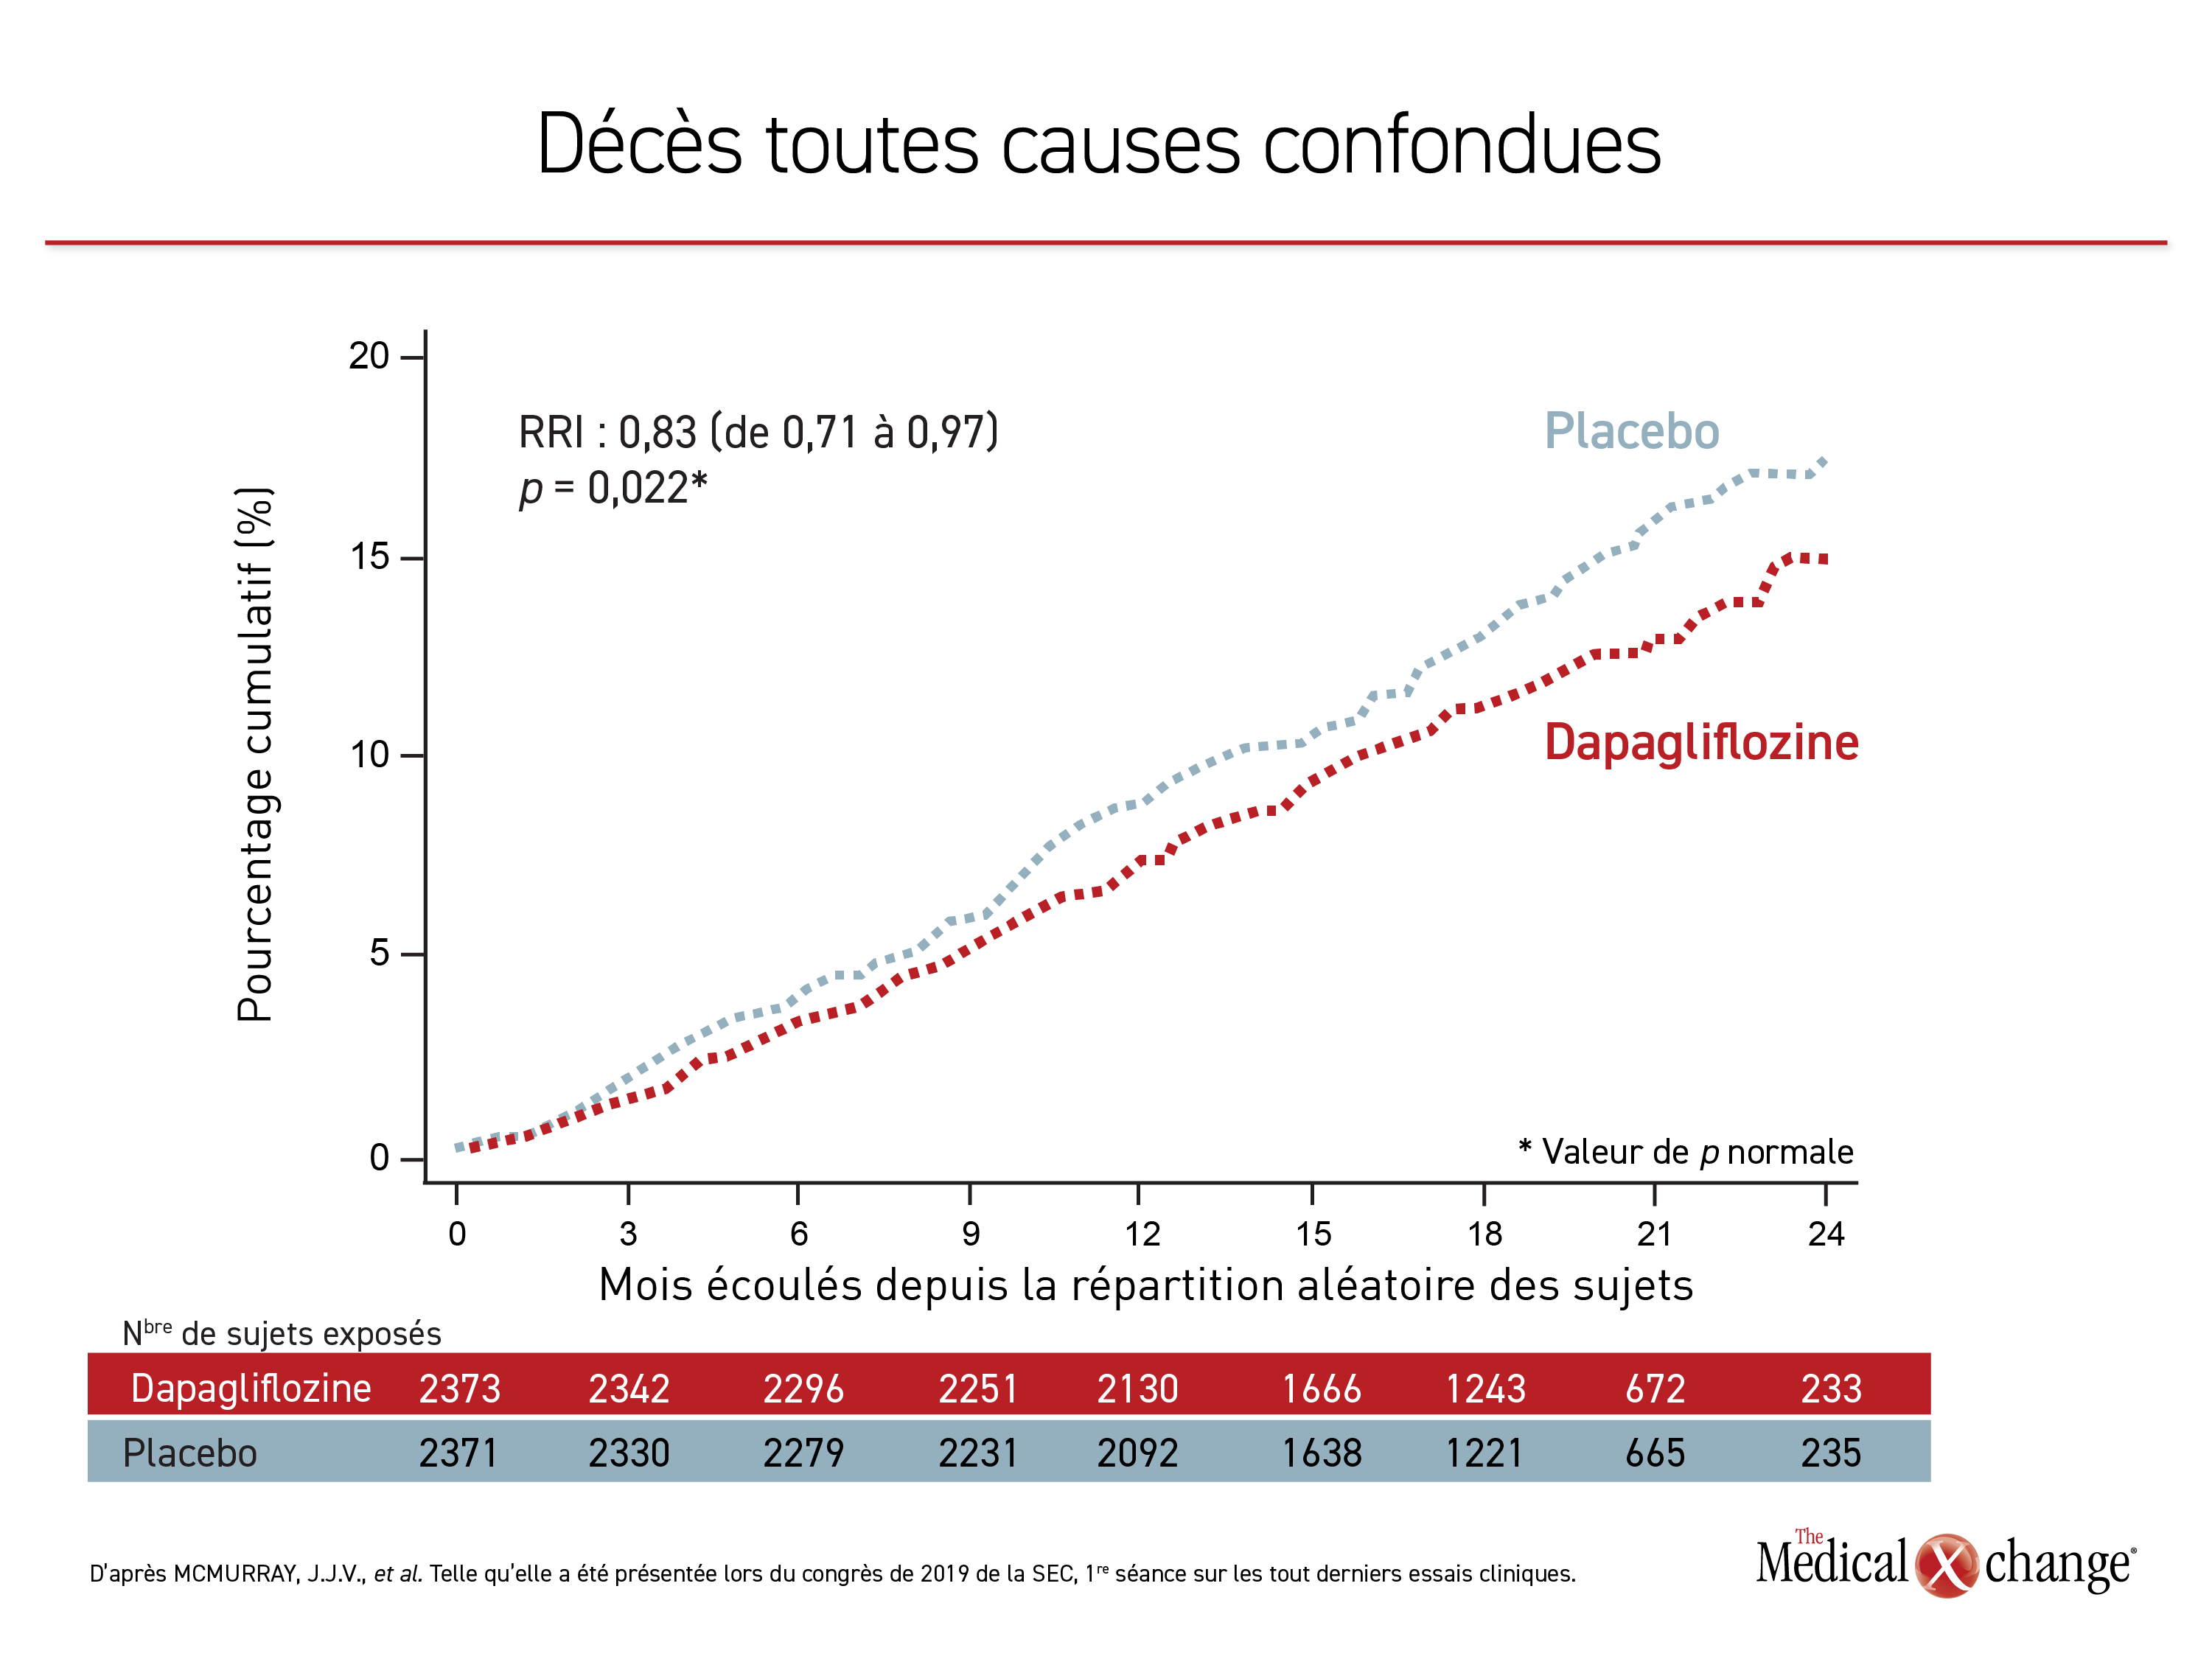 Décès toutes causes confondues
Pourcentage cumulatif (%)
20
15
10
5
0
RRI : 0,83 (de 0,71 à 0,97)
p = 0,022*
Placebo
Dapagliflozine
* Valeur de p normale
0 3 6 9 12 15 18 21 24
Mois écoulés depuis la répartition aléatoire des sujets
Nbre de sujets exposés
Dapagliflozine 2373 2342 2296 2251 2130 1666 1243 672 233
Placebo 2371 2330 2279 2231 2092 1638 1221 665 235
D'après MCMURRAY, J.J.V., et al. Telle qu'elle a été présentée lors du congrès de 2019 de la SEC, 1re séance sur les tout derniers essais cliniques.
The
Medical X change®